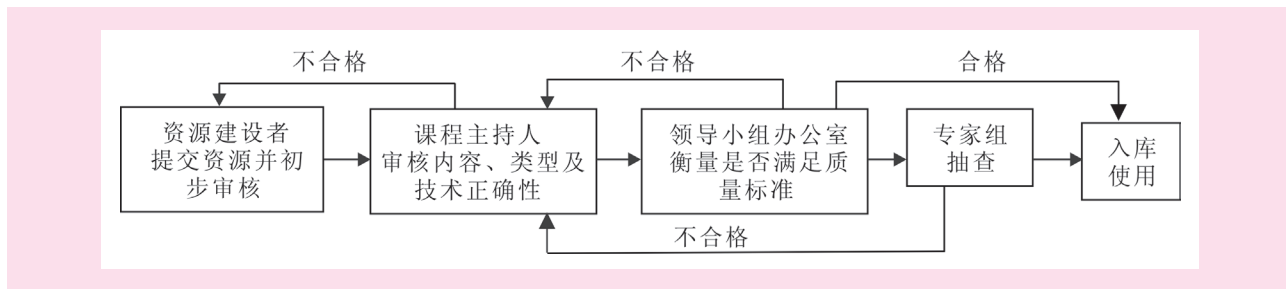 不合格
不合格
合格
资源建设者
提交资源并初
步审核
课程主持人
审核内容、类型及
技术正确性
领导小组办公室
衡量是否满足质
量标准
专家组
抽查
入库
使用
不合格